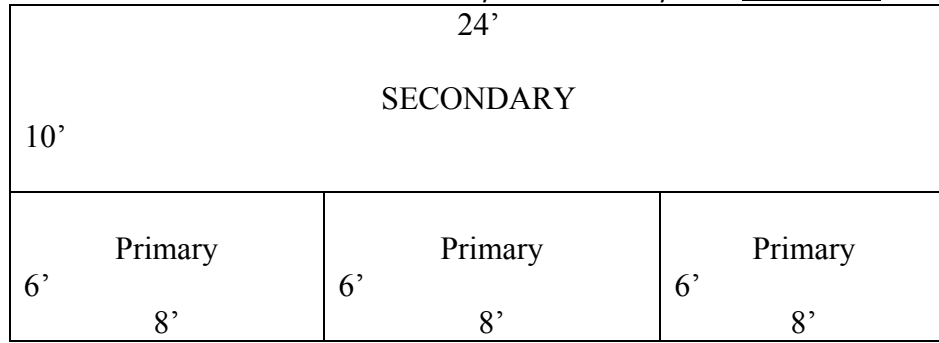 24’
SECONDARY
10’
Primary Primary Primary
6’ 6’ 6’
8’ 8’ 8’